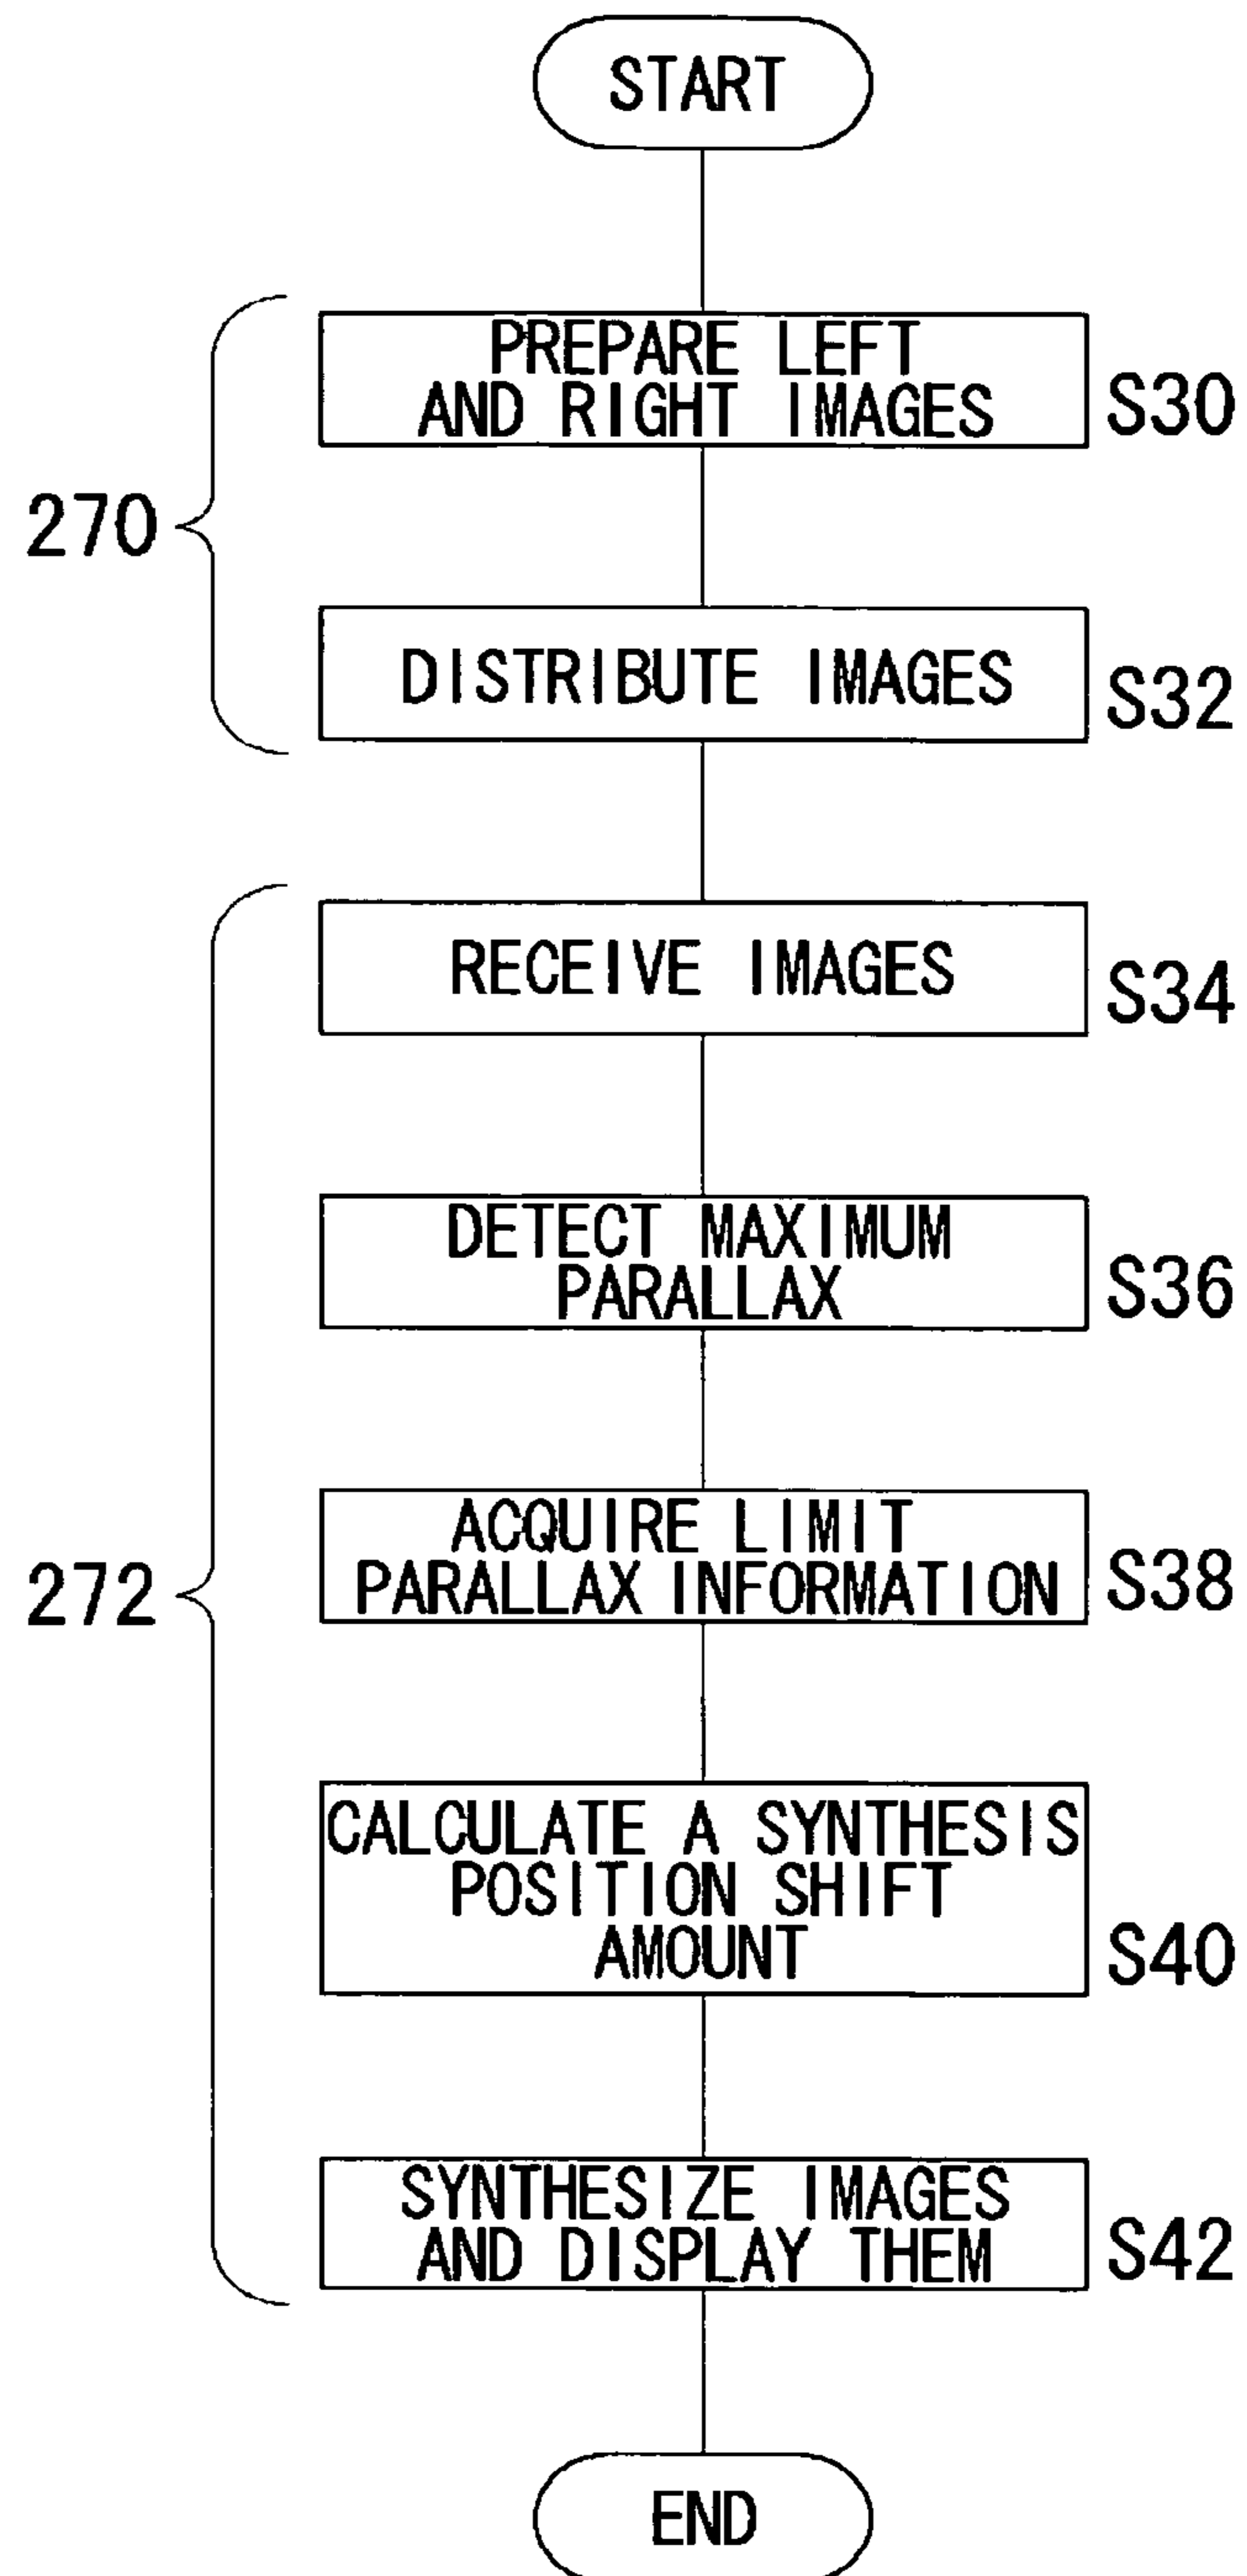 START
PREPARE LEFT
AND RIGHT IMAGES
S30
270
DISTRIBUTE IMAGES
S32
RECEIVE IMAGES
S34
DETECT MAXIMUM
PARALLAX
S36
ACQUIRE LIMIT
PARALLAX INFORMATION
S38
272
CALCULATE A SYNTHESIS
POSITION SHIFT
AMOUNT
S40
SYNTHESIZE IMAGES
AND DISPLAY THEM
S42
END